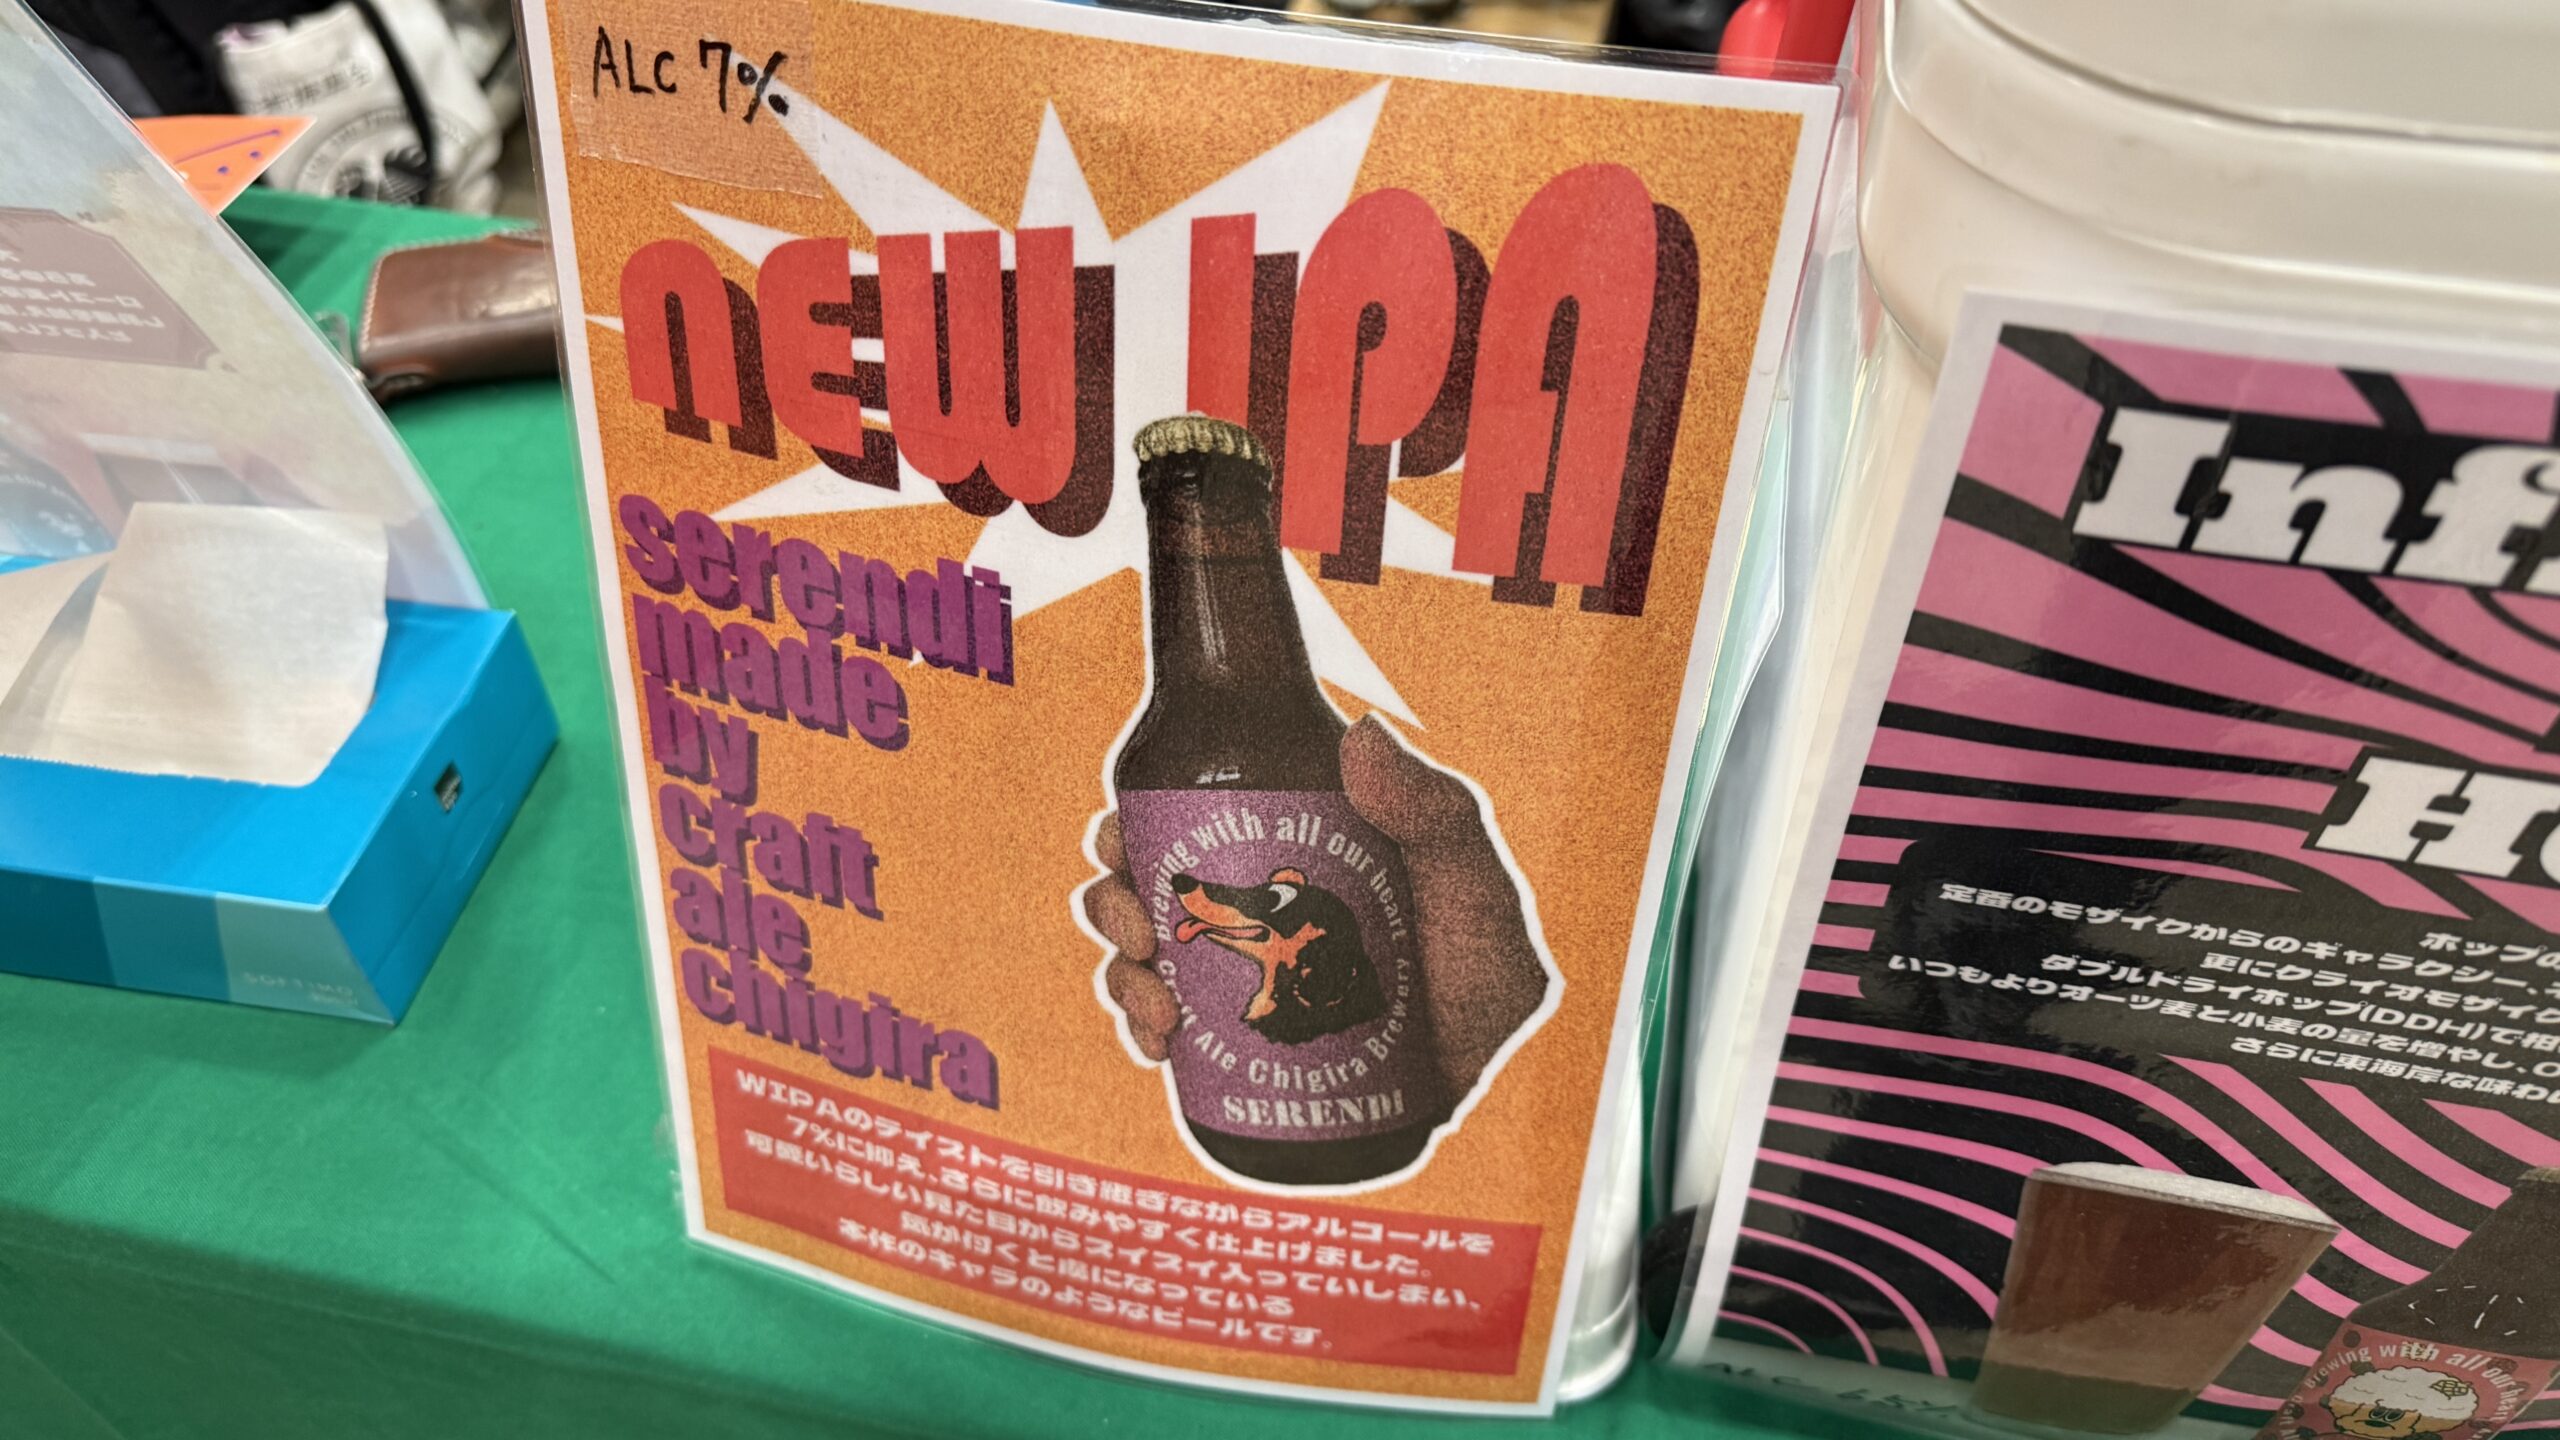 ALC 7%
NEW IPA
serendi
made
by
craft
ale
chigira
Brewing with all our heart
Craft Ale Chigira Brewery
SERENDI
WIPAのテイストを引き継ぎながらアルコールを
7%に抑え、さらに飲みやすく仕上げました。
可愛いらしい見た目からスイスイ入っていしまい、
気が付くと虜になっている
本作のキャラのようなビールです。
Inf
H
ホップの
定番のモザイクからのギャラクシー、
正にクライオモザイク
ダブルドライホップ(DDH)で相
いつもよりオーツ麦と小麦の量を増やし、O
さらに東海岸な味わ
Brewing with all our heart